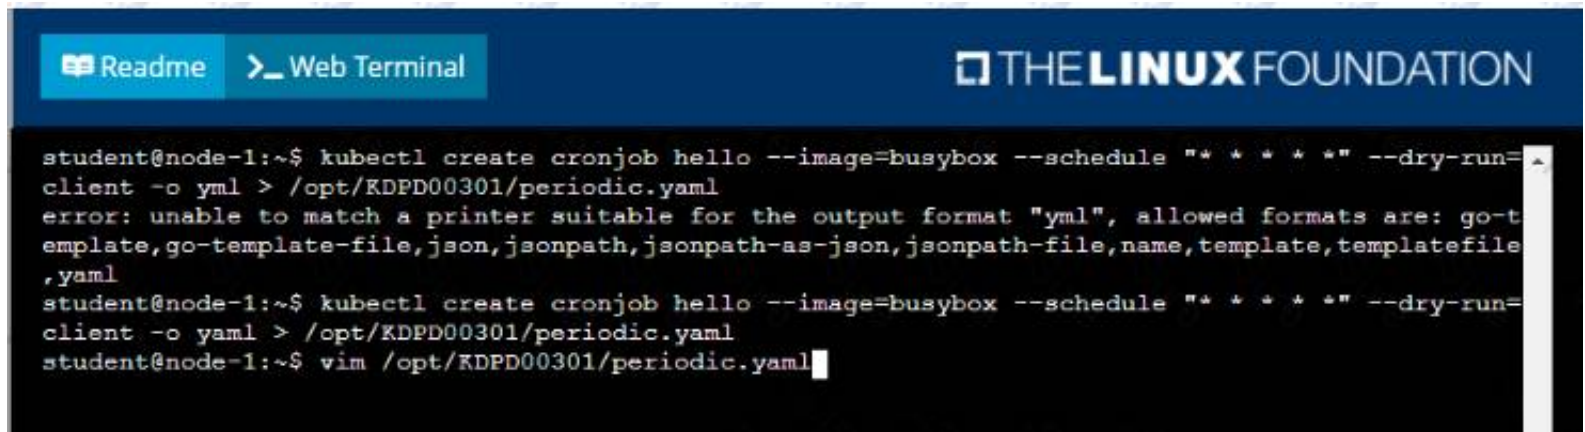 Readme >_ Web Terminal THE LINUX FOUNDATION
student@node-1:~$ kubectl create cronjob hello --image=busybox --schedule "* * * * *" --dry-run=
client -o yml > /opt/KDPD00301/periodic.yaml
error: unable to match a printer suitable for the output format "yml", allowed formats are: go-t
emplate,go-template-file,json,jsonpath,jsonpath-as-json,jsonpath-file,name,template,templatefile
,yaml
student@node-1:~$ kubectl create cronjob hello --image=busybox --schedule "* * * * *" --dry-run=
client -o yaml > /opt/KDPD00301/periodic.yaml
student@node-1:~$ vim /opt/KDPD00301/periodic.yaml